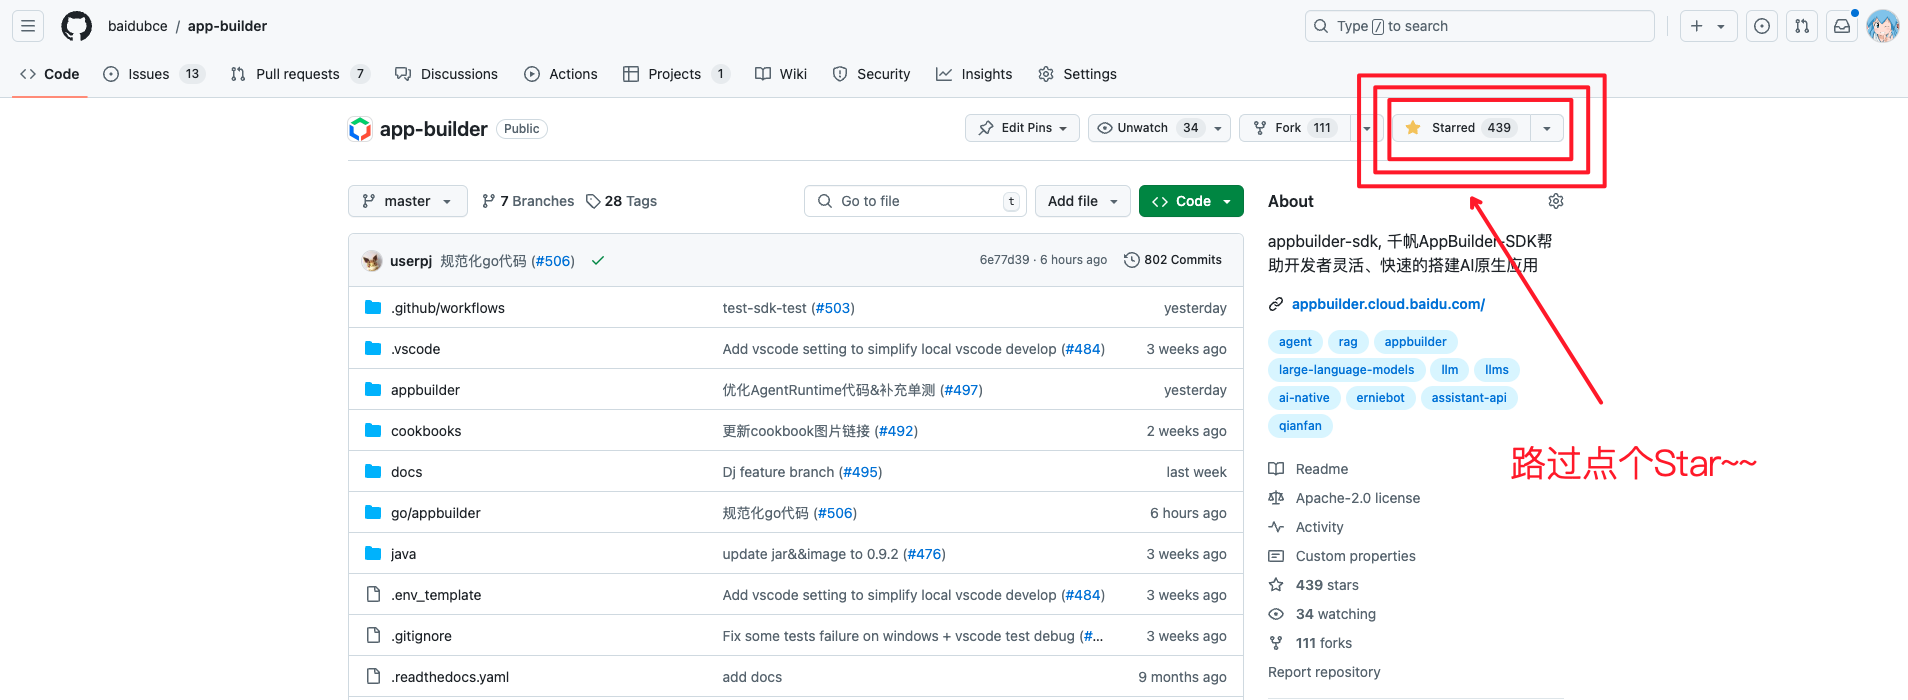 baidubce / app-builder
Type / to search
Code
Issues 13
Pull requests 7
Discussions
Actions
Projects 1
Wiki
Security
Insights
Settings
app-builder Public
Edit Pins
Unwatch 34
Fork 111
Starred 439
master
7 Branches
28 Tags
Go to file t
Add file
Code
userpj 规范化go代码 (#506)
6e77d39 · 6 hours ago
802 Commits
.github/workflows test-sdk-test (#503) yesterday
.vscode Add vscode setting to simplify local vscode develop (#484) 3 weeks ago
appbuilder 优化AgentRuntime代码&补充单测 (#497) yesterday
cookbooks 更新cookbook图片链接 (#492) 2 weeks ago
docs Dj feature branch (#495) last week
go/appbuilder 规范化go代码 (#506) 6 hours ago
java update jar&&image to 0.9.2 (#476) 3 weeks ago
.env_template Add vscode setting to simplify local vscode develop (#484) 3 weeks ago
.gitignore Fix some tests failure on windows + vscode test debug (#... 3 weeks ago
.readthedocs.yaml add docs 9 months ago
About
appbuilder-sdk, 千帆AppBuilder-SDK帮
助开发者灵活、快速的搭建AI原生应用
appbuilder.cloud.baidu.com/
agent rag appbuilder
large-language-models llm llms
ai-native erniebot assistant-api
qianfan
Readme
Apache-2.0 license
Activity
Custom properties
439 stars
34 watching
111 forks
Report repository
路过点个Star~~